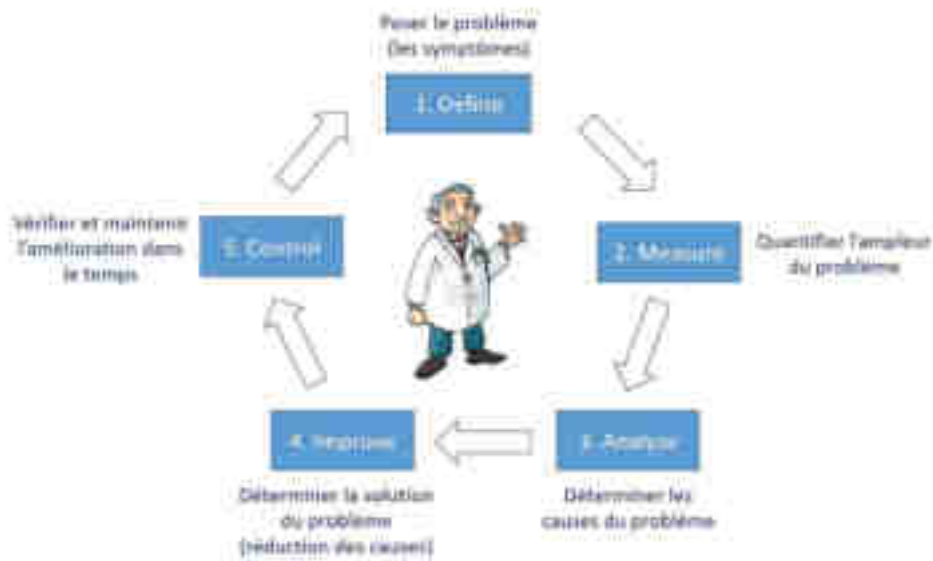 Poser le problème
(les symptômes)
1. Define
2. Measure
Quantifier l'ampleur
du problème
3. Analyse
Déterminer les
causes du problème
4. Improve
Déterminer la solution
du problème
(réduction des causes)
5. Control
Vérifier et maintenir
l'amélioration dans
le temps